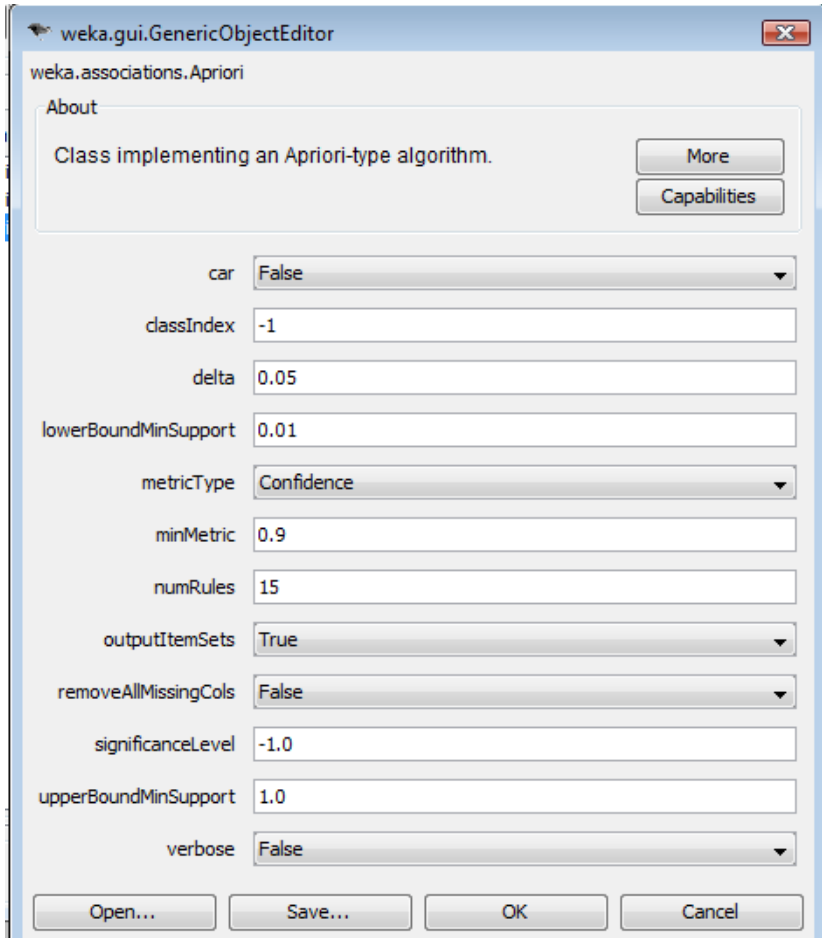 weka.gui.GenericObjectEditor
weka.associations.Apriori
About
Class implementing an Apriori-type algorithm.
More
Capabilities
car False
classIndex -1
delta 0.05
lowerBoundMinSupport 0.01
metricType Confidence
minMetric 0.9
numRules 15
outputItemSets True
removeAllMissingCols False
significanceLevel -1.0
upperBoundMinSupport 1.0
verbose False
Open... Save... OK Cancel